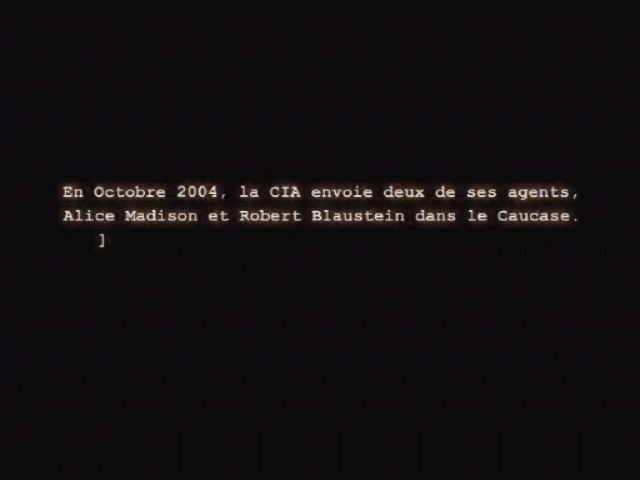 En Octobre 2004, la CIA envoie deux de ses agents,
Alice Madison et Robert Blaustein dans le Caucase.
]